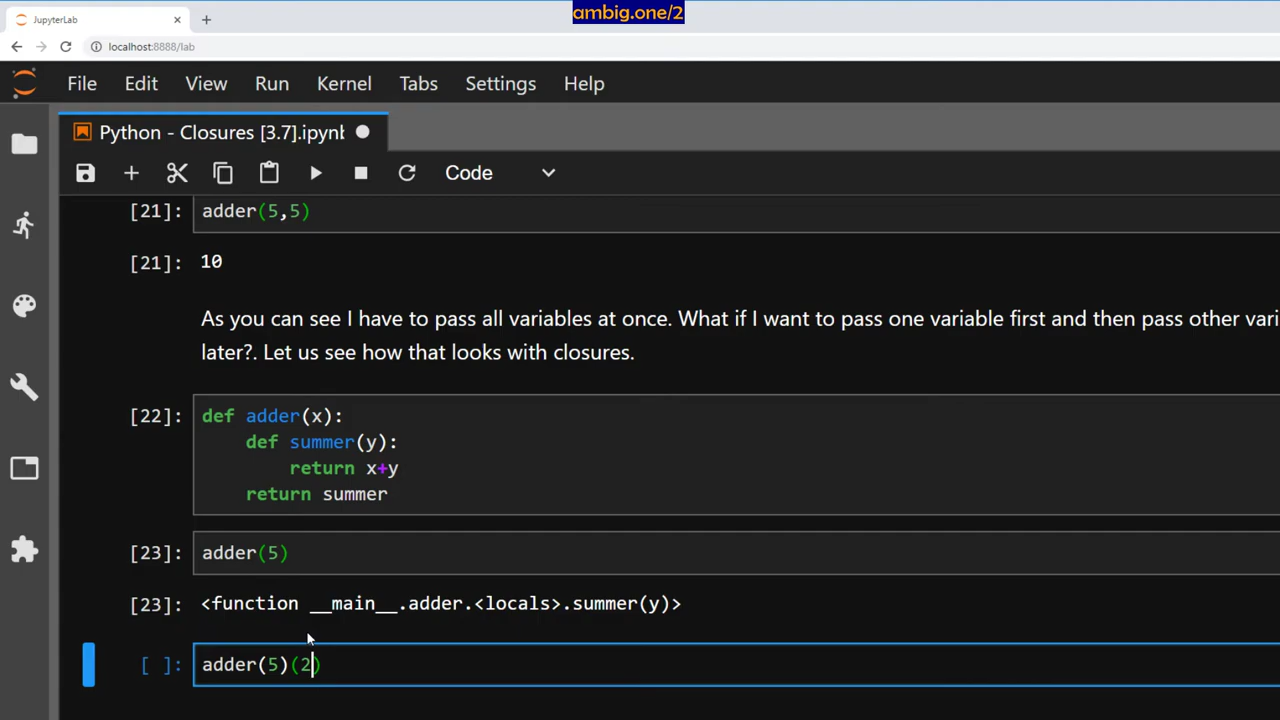 ambig.one/2
JupyterLab
localhost:8888/lab
File Edit View Run Kernel Tabs Settings Help
Python - Closures [3.7].ipynb
Code
[21]: adder(5,5)
[21]: 10
As you can see I have to pass all variables at once. What if I want to pass one variable first and then pass other vari
later?. Let us see how that looks with closures.
[22]: def adder(x):
def summer(y):
return x+y
return summer
[23]: adder(5)
[23]: <function __main__.adder.<locals>.summer(y)>
[ ]: adder(5)(2)